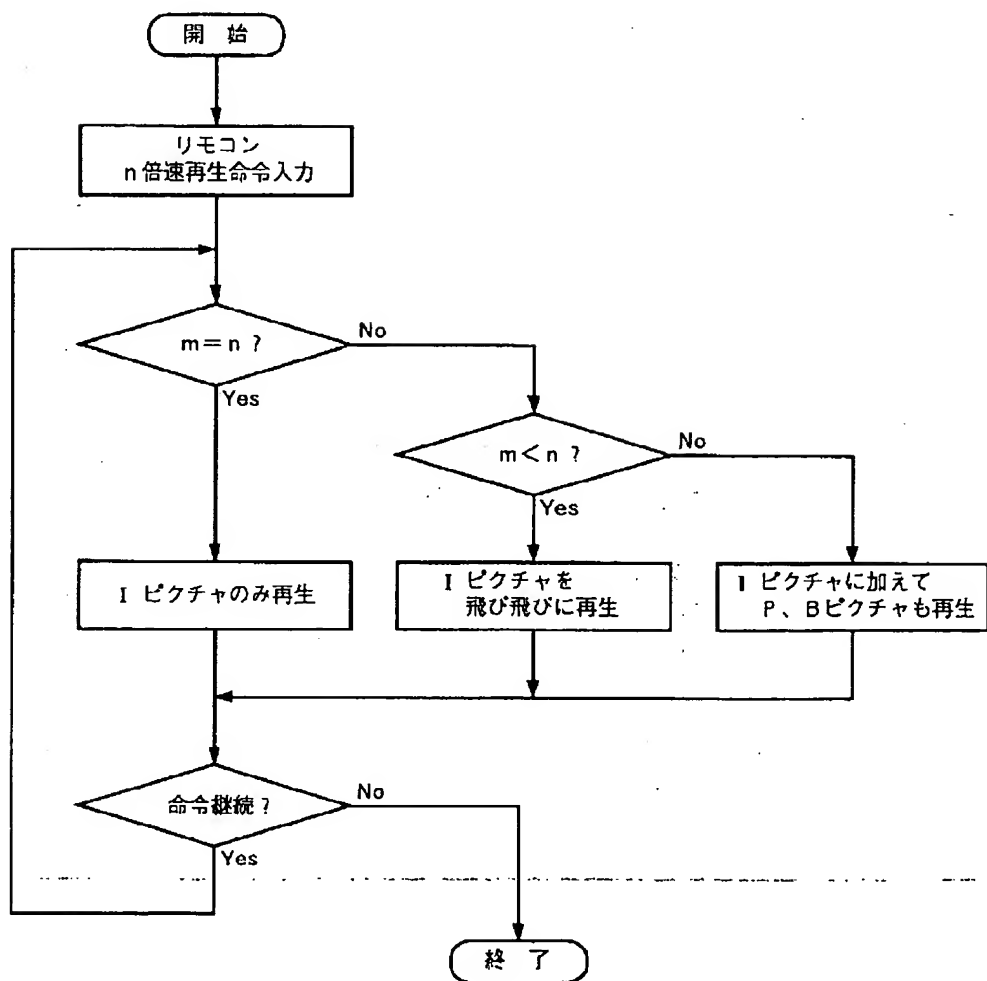 開 始
リモコン
n倍速再生命令入力
m=n ?
No
Yes
m<n ?
No
Yes
I ピクチャのみ再生
I ピクチャを
飛び飛びに再生
I ピクチャに加えて
P、Bピクチャも再生
命令継続?
No
Yes
終 了